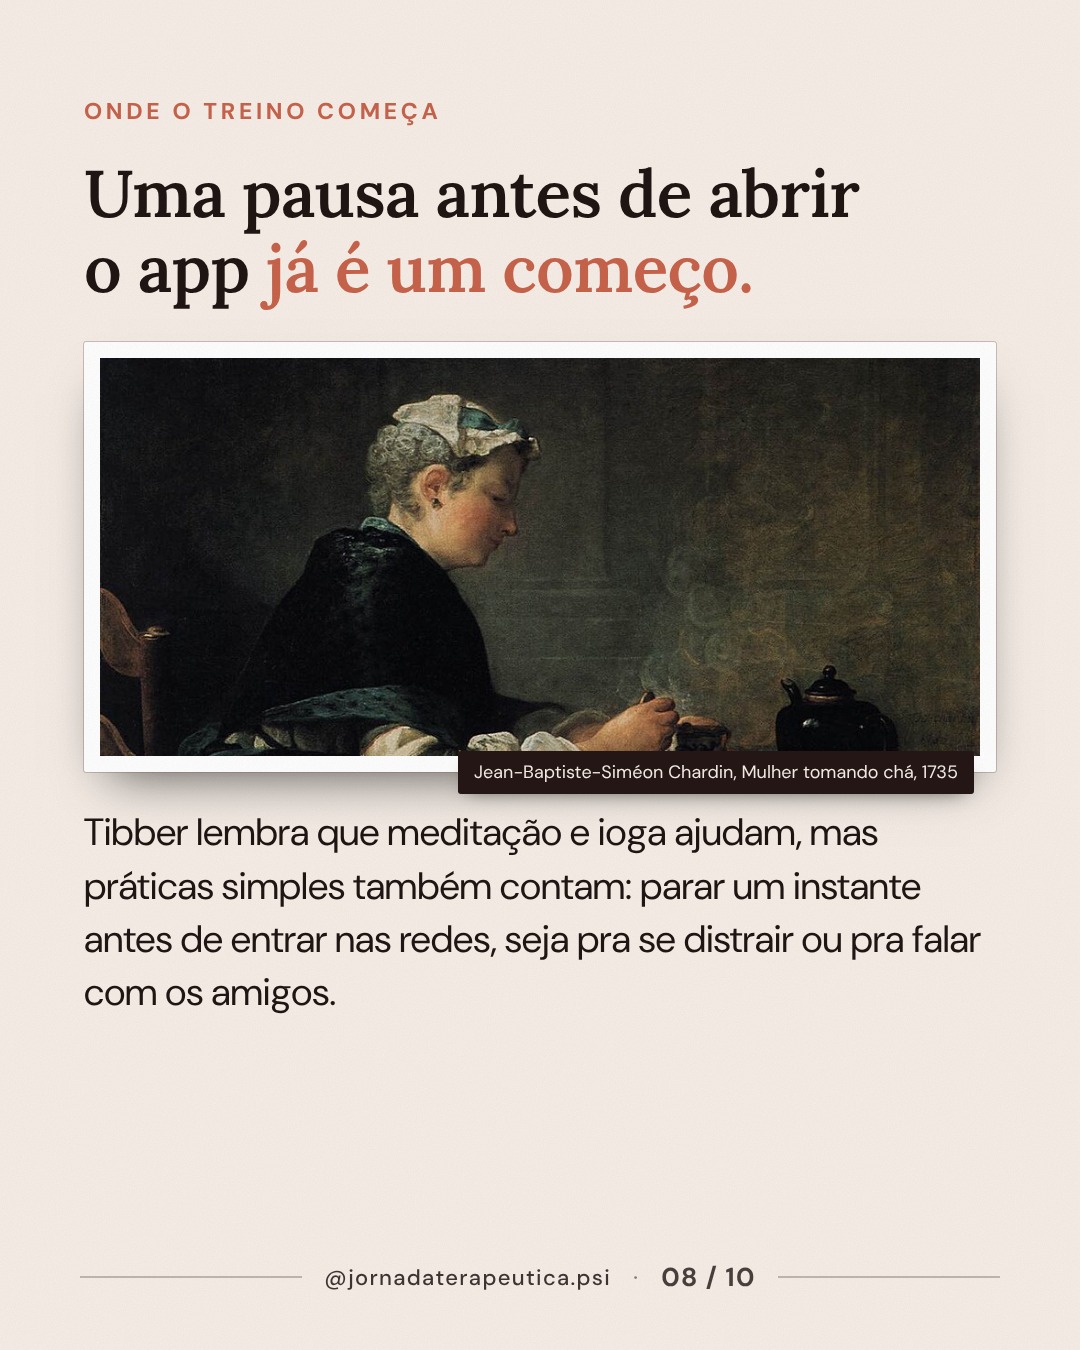 ONDE O TREINO COMEÇA
Uma pausa antes de abrir
o app já é um começo.
Jean-Baptiste-Siméon Chardin, Mulher tomando chá, 1735
Tibber lembra que meditação e ioga ajudam, mas
práticas simples também contam: parar um instante
antes de entrar nas redes, seja pra se distrair ou pra falar
com os amigos.
@jornadaterapeutica.psi · 08 / 10